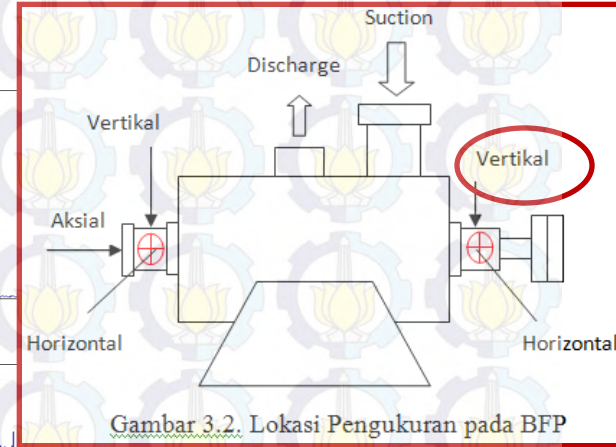 Suction
Discharge
Vertikal
Vertikal
Aksial
Horizontal
Horizontal
Gambar 3.2. Lokasi Pengukuran pada BFP